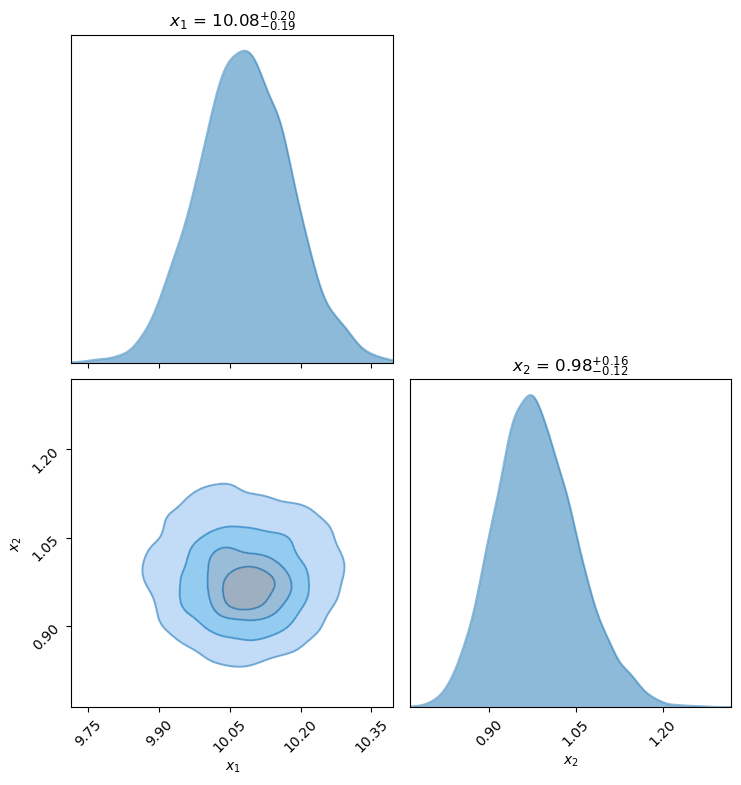 x₁ = 10.08⁺⁰·²⁰₋₀.₁₉
x₂ = 0.98⁺⁰·¹⁶₋₀.₁₂
1.20
1.05
0.90
x₂
9.75 9.90 10.05 10.20 10.35
x₁
0.90 1.05 1.20
x₂